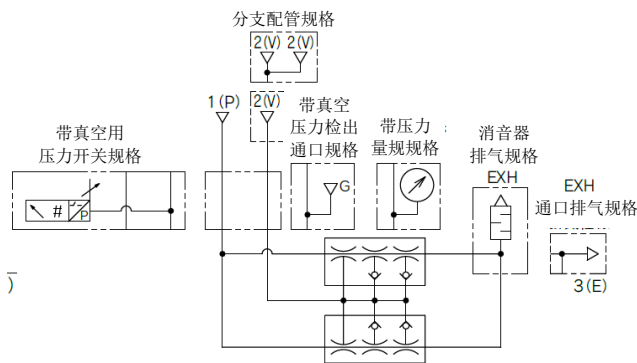 分支配管规格
2(V) 2(V)
1(P)
2(V)
带真空用
压力开关规格
带真空
压力检出
通口规格
带压力
量规规格
消音器
排气规格
EXH
EXH
通口排气规格
G
#
P
3(E)
)